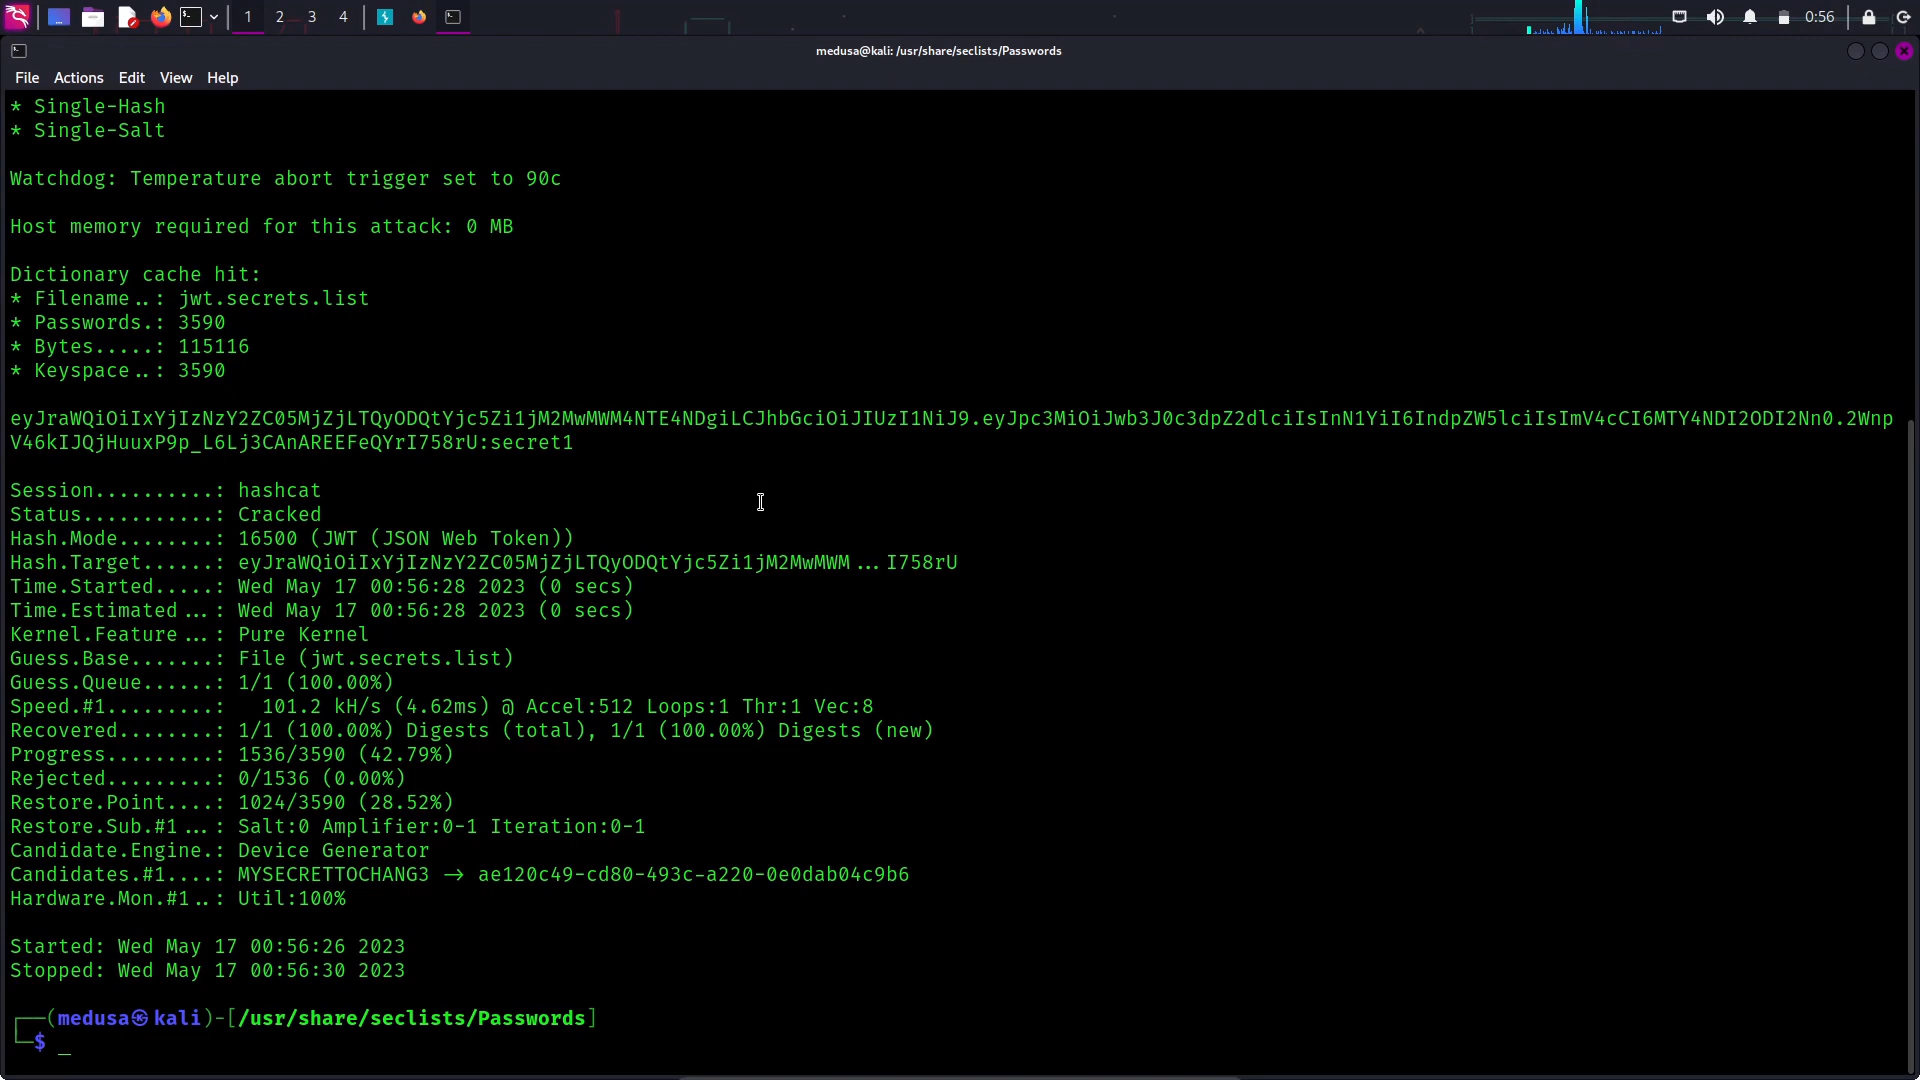 1 2 3 4 0:56
medusa@kali: /usr/share/seclists/Passwords
File Actions Edit View Help
* Single-Hash
* Single-Salt
Watchdog: Temperature abort trigger set to 90c
Host memory required for this attack: 0 MB
Dictionary cache hit:
* Filename..: jwt.secrets.list
* Passwords.: 3590
* Bytes.....: 115116
* Keyspace..: 3590
eyJraWQiOiIxYjIzNzY2ZC05MjZjLTQyODQtYjc5Zi1jM2MwMWM4NTE4NDgiLCJhbGciOiJIUzI1NiJ9.eyJpc3MiOiJwb3J0c3dpZ2dlciIsInN1YiI6IndpZW5lciIsImV4cCI6MTY4NDI2ODI2Nn0.2Wnp
V46kIJQjHuuxP9p_L6Lj3CAnAREEFeQYrI758rU:secret1
Session..........: hashcat
Status...........: Cracked
Hash.Mode........: 16500 (JWT (JSON Web Token))
Hash.Target......: eyJraWQiOiIxYjIzNzY2ZC05MjZjLTQyODQtYjc5Zi1jM2MwMWM...I758rU
Time.Started.....: Wed May 17 00:56:28 2023 (0 secs)
Time.Estimated...: Wed May 17 00:56:28 2023 (0 secs)
Kernel.Feature...: Pure Kernel
Guess.Base.......: File (jwt.secrets.list)
Guess.Queue......: 1/1 (100.00%)
Speed.#1.........:   101.2 kH/s (4.62ms) @ Accel:512 Loops:1 Thr:1 Vec:8
Recovered........: 1/1 (100.00%) Digests (total), 1/1 (100.00%) Digests (new)
Progress.........: 1536/3590 (42.79%)
Rejected.........: 0/1536 (0.00%)
Restore.Point....: 1024/3590 (28.52%)
Restore.Sub.#1...: Salt:0 Amplifier:0-1 Iteration:0-1
Candidate.Engine.: Device Generator
Candidates.#1....: MYSECRETTOCHANG3 -> ae120c49-cd80-493c-a220-0e0dab04c9b6
Hardware.Mon.#1..: Util:100%
Started: Wed May 17 00:56:26 2023
Stopped: Wed May 17 00:56:30 2023
┌──(medusa㉿kali)-[/usr/share/seclists/Passwords]
└─$ _